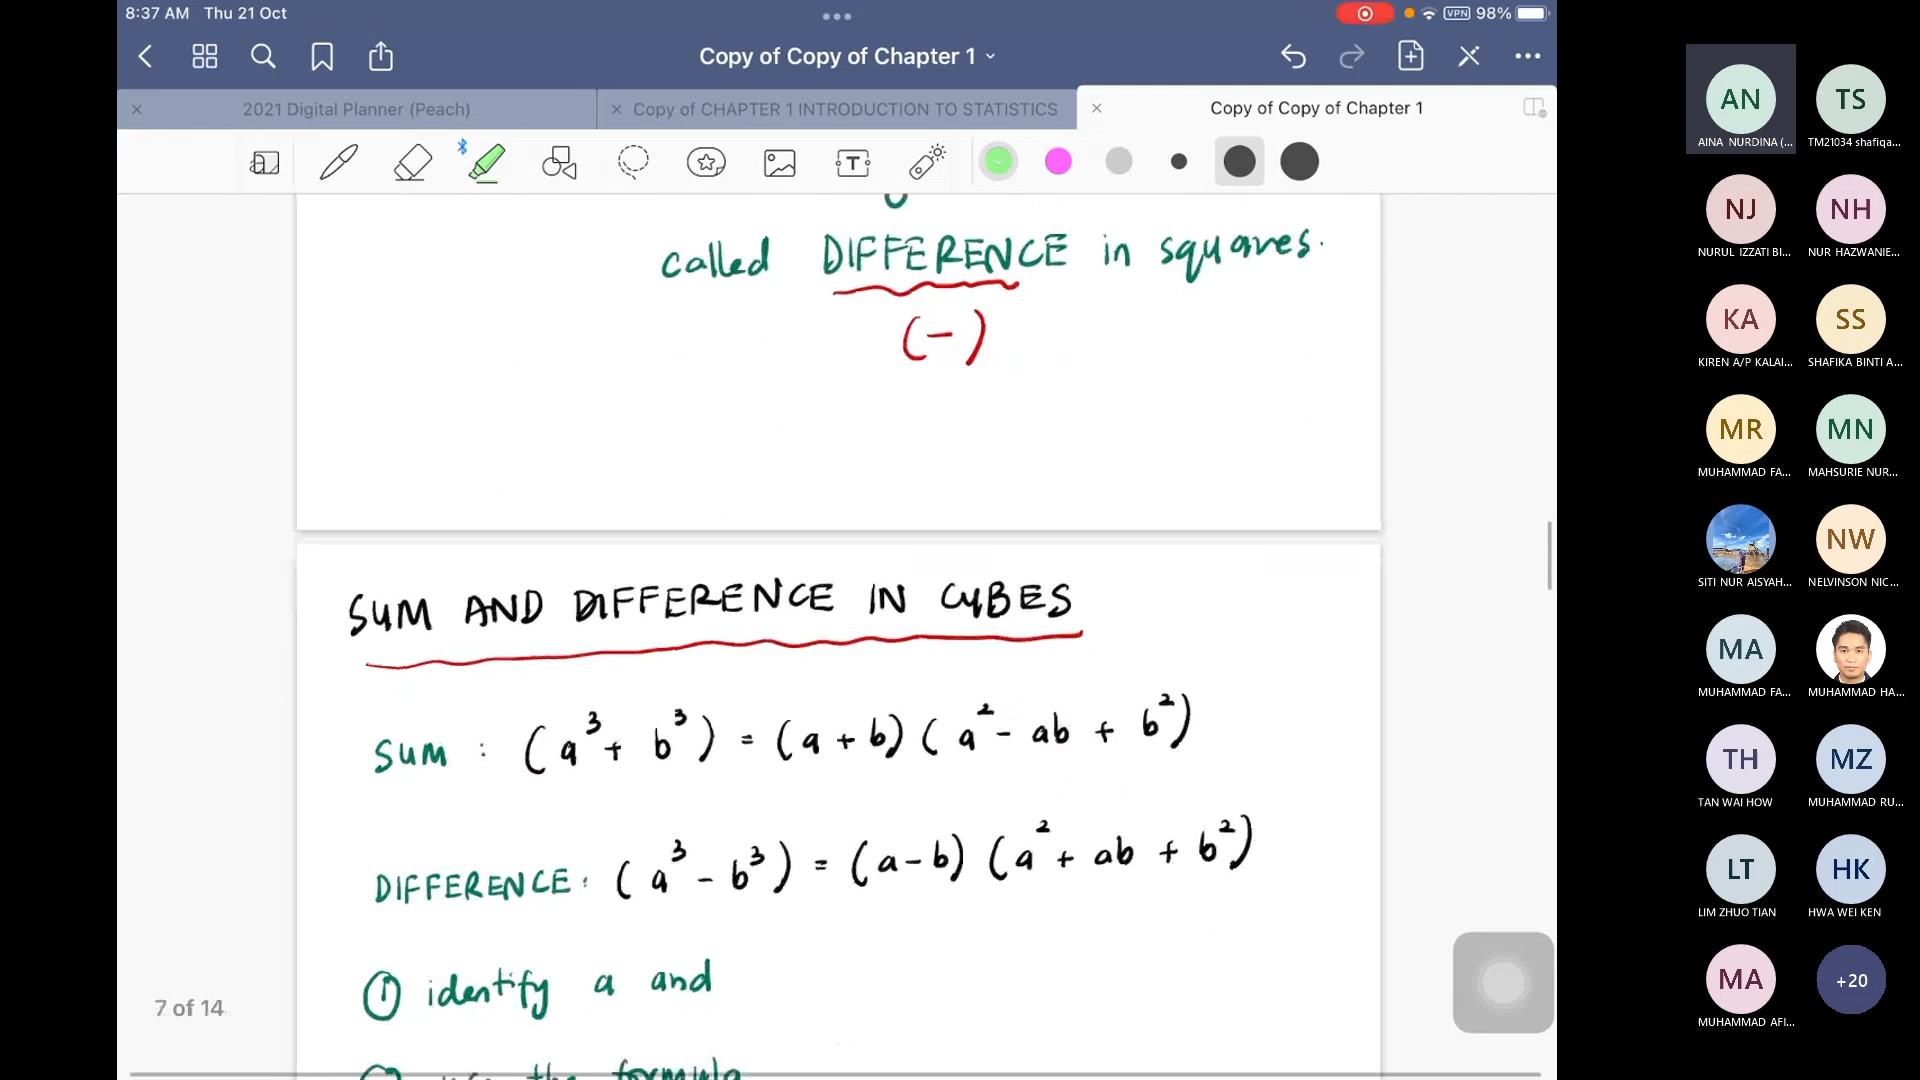 8:37 AM Thu 21 Oct
VPN 98%
Copy of Copy of Chapter 1
2021 Digital Planner (Peach)
Copy of CHAPTER 1 INTRODUCTION TO STATISTICS
Copy of Copy of Chapter 1
called DIFFERENCE in squares.
(-)
SUM AND DIFFERENCE IN CUBES
SUM : (a³ + b³) = (a + b) (a² - ab + b²)
DIFFERENCE: (a³ - b³) = (a - b) (a² + ab + b²)
① identify a and
the formula
7 of 14
AN
AINA NURDINA (...
TS
TM21034 shafiqa...
NJ
NURUL IZZATI BI...
NH
NUR HAZWANIE...
KA
KIREN A/P KALAI...
SS
SHAFIKA BINTI A...
MR
MUHAMMAD FA...
MN
MAHSURIE NUR...
SITI NUR AISYAH...
NW
NELVINSON NIC...
MA
MUHAMMAD FA...
MUHAMMAD HA...
TH
TAN WAI HOW
MZ
MUHAMMAD RU...
LT
LIM ZHUO TIAN
HK
HWA WEI KEN
MA
MUHAMMAD AFI...
+20